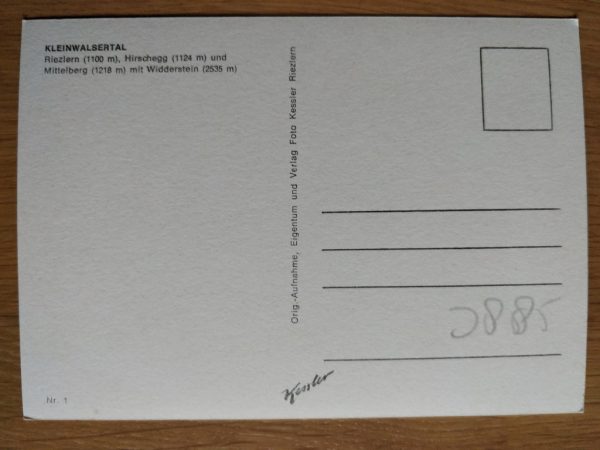 KLEINWALSERTAL
Riezlern (1100 m), Hirschegg (1124 m) und
Mittelberg (1218 m) mit Widderstein (2535 m)
Orig.-Aufnahme, Eigentum und Verlag Foto Kessler Riezlern
Kessler
Nr. 1